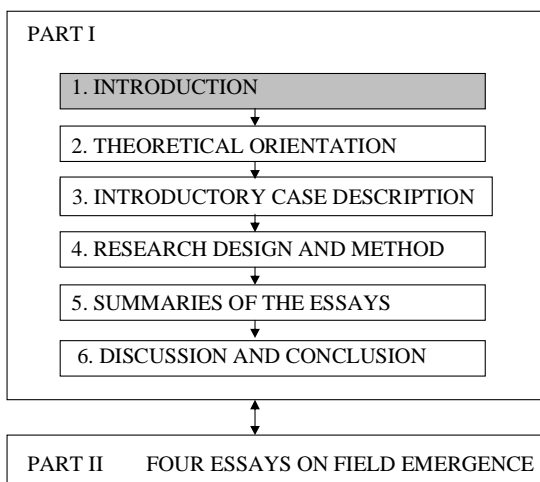 PART I
1. INTRODUCTION
2. THEORETICAL ORIENTATION
3. INTRODUCTORY CASE DESCRIPTION
4. RESEARCH DESIGN AND METHOD
5. SUMMARIES OF THE ESSAYS
6. DISCUSSION AND CONCLUSION
PART II FOUR ESSAYS ON FIELD EMERGENCE